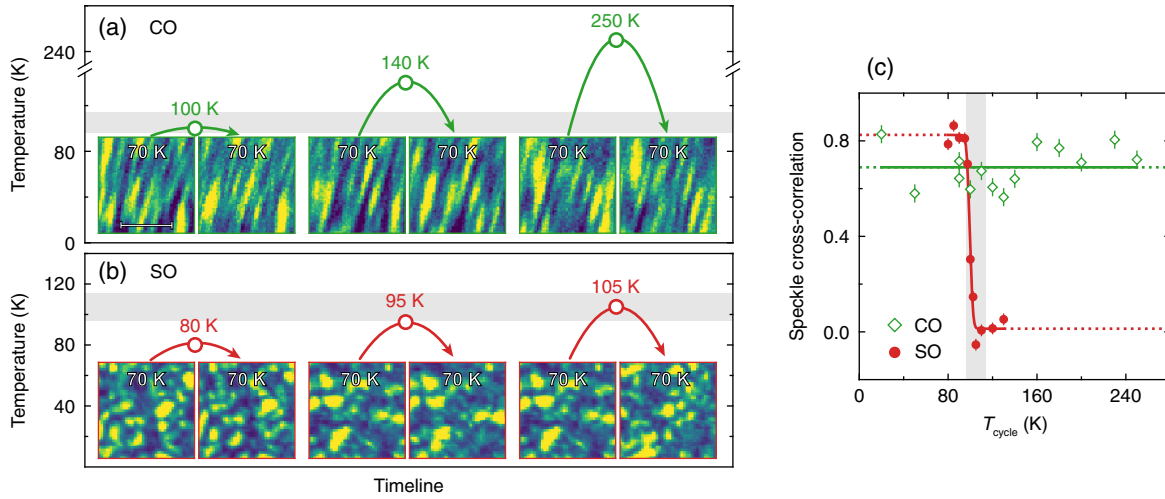 (a) CO
250 K
240
140 K
100 K
80
0
Temperature (K)
70 K 70 K 70 K 70 K 70 K 70 K
(b) SO
120
105 K
95 K
80 K
80
40
Temperature (K)
70 K 70 K 70 K 70 K 70 K 70 K
Timeline
(c)
0.8
0.4
0.0
Speckle cross-correlation
CO
SO
0 80 160 240
Tcycle (K)